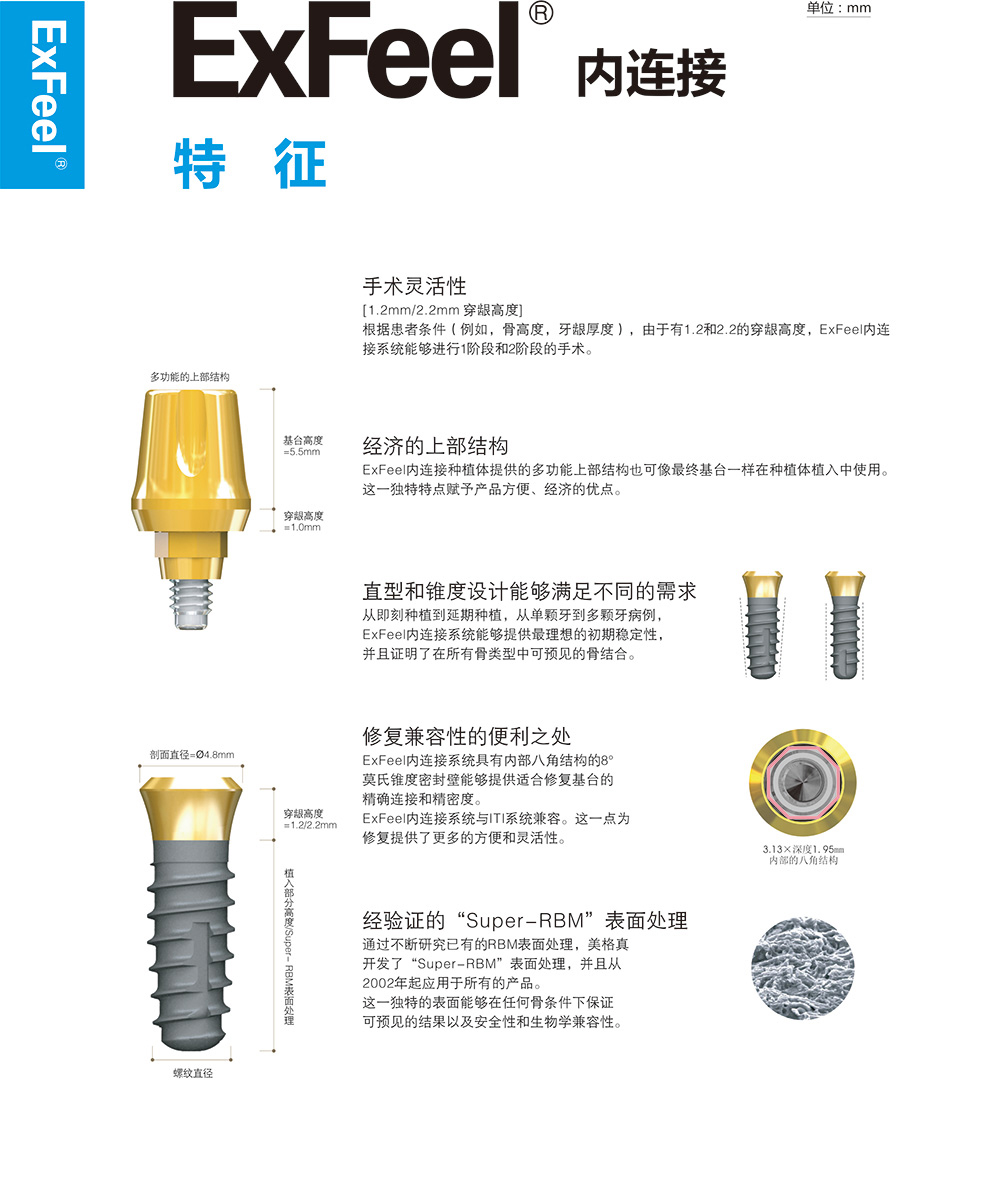 ExFeel®
ExFeel®
内连接
单位：mm
特 征
手术灵活性
[1.2mm/2.2mm 穿龈高度]
根据患者条件（例如，骨高度，牙龈厚度），由于有1.2和2.2的穿龈高度，ExFeel内连
接系统能够进行1阶段和2阶段的手术。
多功能的上部结构
基台高度
=5.5mm
穿龈高度
=1.0mm
经济的上部结构
ExFeel内连接种植体提供的多功能上部结构也可像最终基台一样在种植体植入中使用。
这一独特特点赋予产品方便、经济的优点。
直型和锥度设计能够满足不同的需求
从即刻种植到延期种植，从单颗牙到多颗牙病例，
ExFeel内连接系统能够提供最理想的初期稳定性，
并且证明了在所有骨类型中可预见的骨结合。
剖面直径=Ø4.8mm
穿龈高度
=1.2/2.2mm
植入部分高度/Super-RBM表面处理
螺纹直径
修复兼容性的便利之处
ExFeel内连接系统具有内部八角结构的8°
莫氏锥度密封壁能够提供适合修复基台的
精确连接和精密度。
ExFeel内连接系统与ITI系统兼容。这一点为
修复提供了更多的方便和灵活性。
3.13×深度1.95mm
内部的八角结构
经验证的“Super-RBM”表面处理
通过不断研究已有的RBM表面处理，美格真
开发了“Super-RBM”表面处理，并且从
2002年起应用于所有的产品。
这一独特的表面能够在任何骨条件下保证
可预见的结果以及安全性和生物学兼容性。